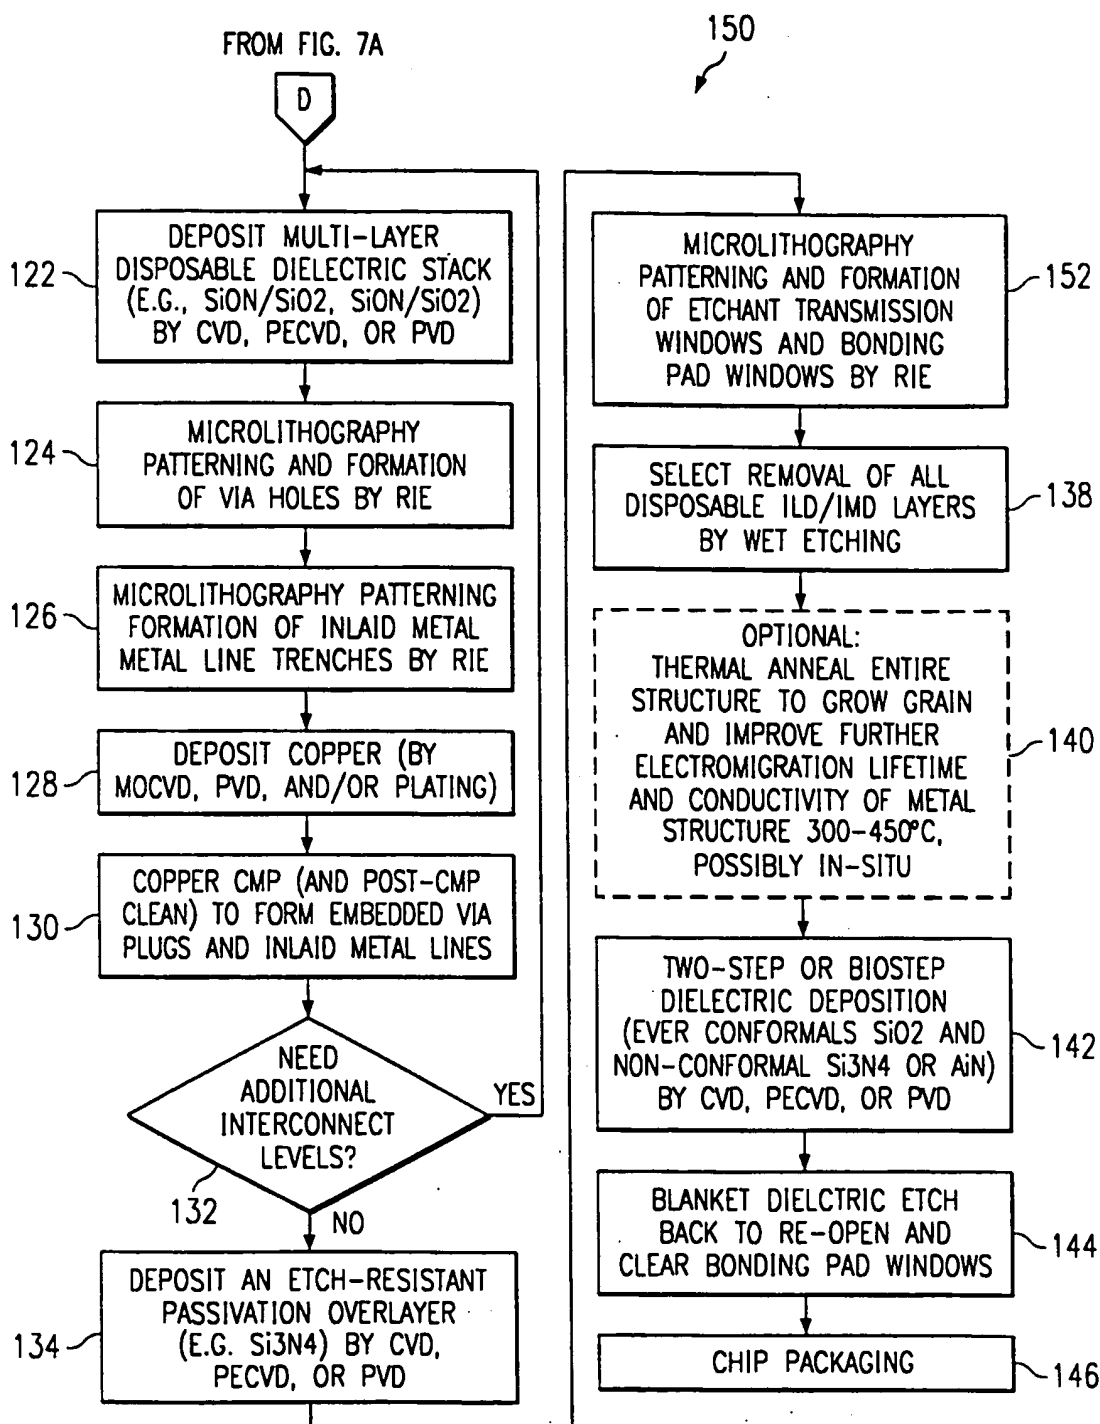 FROM FIG. 7A
150
D
122
DEPOSIT MULTI-LAYER
DISPOSABLE DIELECTRIC STACK
(E.G., SiON/SiO2, SiON/SiO2)
BY CVD, PECVD, OR PVD
124
MICROLITHOGRAPHY
PATTERNING AND FORMATION
OF VIA HOLES BY RIE
126
MICROLITHOGRAPHY PATTERNING
FORMATION OF INLAID METAL
METAL LINE TRENCHES BY RIE
128
DEPOSIT COPPER (BY
MOCVD, PVD, AND/OR PLATING)
130
COPPER CMP (AND POST-CMP
CLEAN) TO FORM EMBEDDED VIA
PLUGS AND INLAID METAL LINES
NEED
ADDITIONAL
INTERCONNECT
LEVELS?
YES
132
NO
134
DEPOSIT AN ETCH-RESISTANT
PASSIVATION OVERLAYER
(E.G. Si3N4) BY CVD,
PECVD, OR PVD
MICROLITHOGRAPHY
PATTERNING AND FORMATION
OF ETCHANT TRANSMISSION
WINDOWS AND BONDING
PAD WINDOWS BY RIE
152
SELECT REMOVAL OF ALL
DISPOSABLE ILD/IMD LAYERS
BY WET ETCHING
138
OPTIONAL:
THERMAL ANNEAL ENTIRE
STRUCTURE TO GROW GRAIN
AND IMPROVE FURTHER
ELECTROMIGRATION LIFETIME
AND CONDUCTIVITY OF METAL
STRUCTURE 300-450°C,
POSSIBLY IN-SITU
140
TWO-STEP OR BIOSTEP
DIELECTRIC DEPOSITION
(EVER CONFORMALS SiO2 AND
NON-CONFORMAL Si3N4 OR AiN)
BY CVD, PECVD, OR PVD
142
BLANKET DIELCTRIC ETCH
BACK TO RE-OPEN AND
CLEAR BONDING PAD WINDOWS
144
CHIP PACKAGING
146